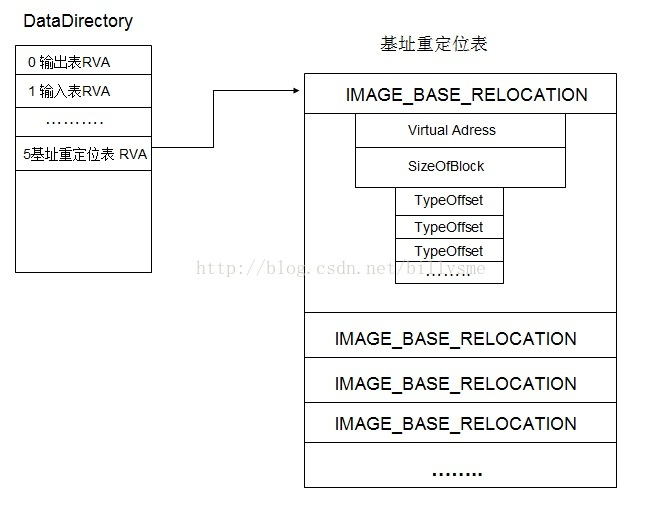 DataDirectory
0 输出表RVA
1 输入表RVA
……….
5基址重定位表 RVA
基址重定位表
IMAGE_BASE_RELOCATION
Virtual Adress
SizeOfBlock
TypeOffset
TypeOffset
TypeOffset
……..
http://blog.csdn.net/billysme
IMAGE_BASE_RELOCATION
IMAGE_BASE_RELOCATION
IMAGE_BASE_RELOCATION
……..